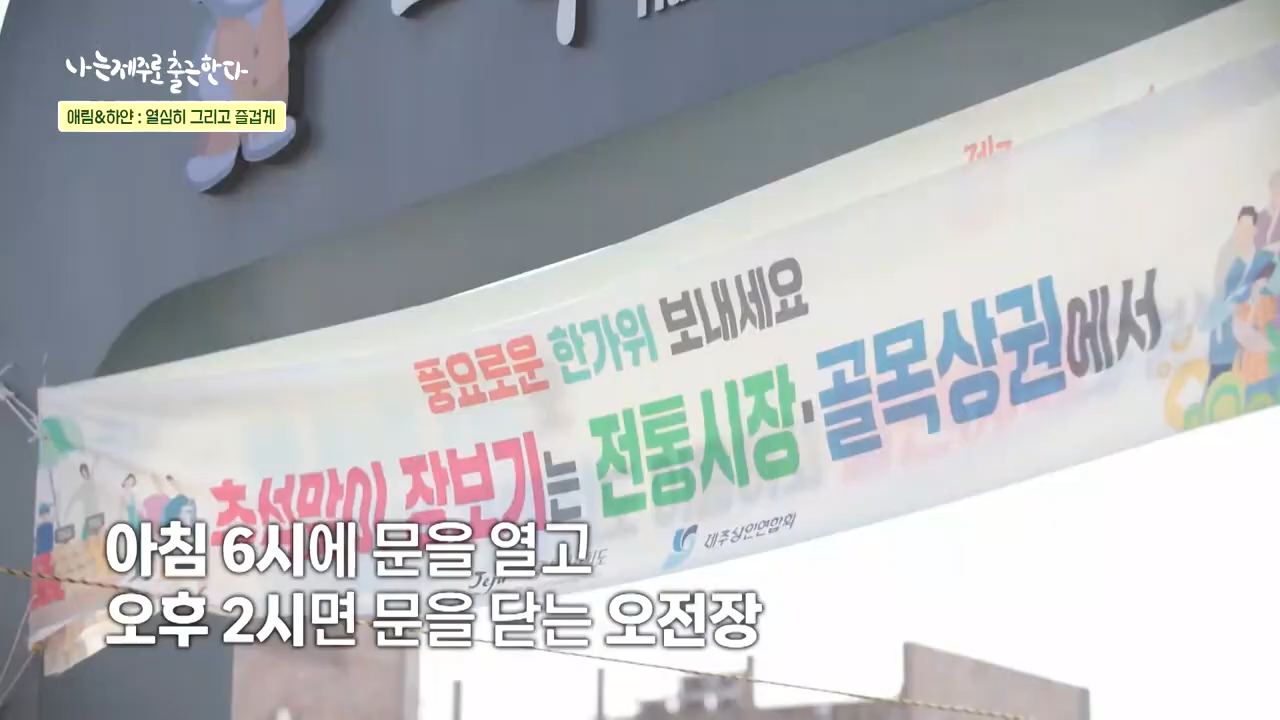 나는 제주로 출근한다
애림&하얀 : 열심히 그리고 즐겁게
풍요로운 한가위 보내세요
추석맞이 장보기는 전통시장·골목상권에서
제주상인연합회
Jeju
아침 6시에 문을 열고
오후 2시면 문을 닫는 오전장